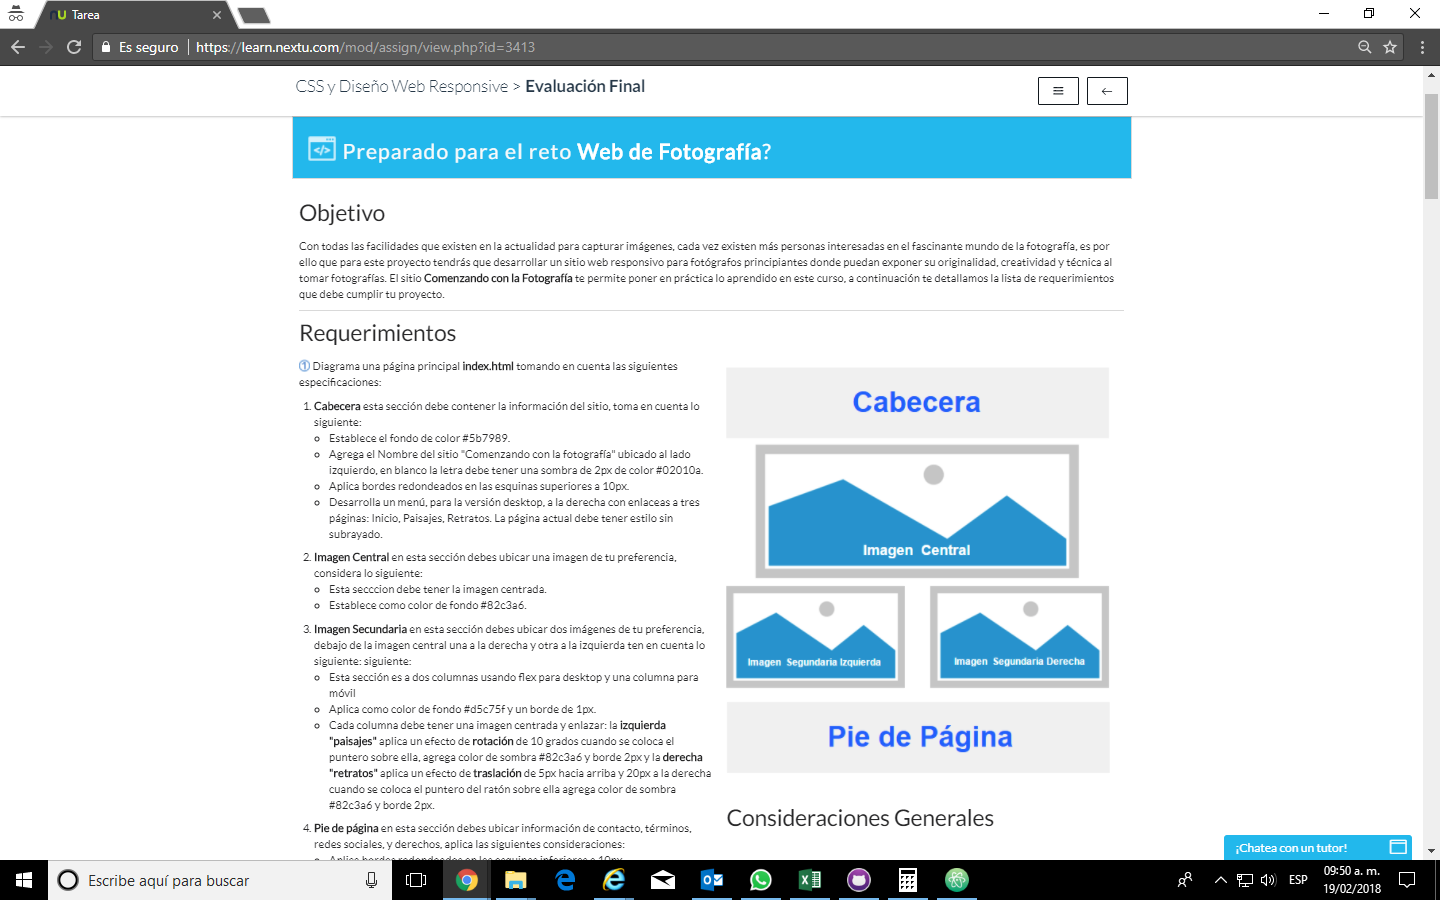 Tarea
Es seguro https://learn.nextu.com/mod/assign/view.php?id=3413
CSS y Diseño Web Responsive > Evaluación Final
Preparado para el reto Web de Fotografía?
Objetivo
Con todas las facilidades que existen en la actualidad para capturar imágenes, cada vez existen más personas interesadas en el fascinante mundo de la fotografía, es por
ello que para este proyecto tendrás que desarrollar un sitio web responsivo para fotógrafos principiantes donde puedan exponer su originalidad, creatividad y técnica al
tomar fotografías. El sitio Comenzando con la Fotografía te permite poner en práctica lo aprendido en este curso, a continuación te detallamos la lista de requerimientos
que debe cumplir tu proyecto.
Requerimientos
① Diagrama una página principal index.html tomando en cuenta las siguientes
especificaciones:
1. Cabecera esta sección debe contener la información del sitio, toma en cuenta lo
siguiente:
Establece el fondo de color #5b7989.
Agrega el Nombre del sitio "Comenzando con la fotografía" ubicado al lado
izquierdo, en blanco la letra debe tener una sombra de 2px de color #02010a.
Aplica bordes redondeados en las esquinas superiores a 10px.
Desarrolla un menú, para la versión desktop, a la derecha con enlaceas a tres
páginas: Inicio, Paisajes, Retratos. La página actual debe tener estilo sin
subrayado.
2. Imagen Central en esta sección debes ubicar una imagen de tu preferencia,
considera lo siguiente:
Esta secccion debe tener la imagen centrada.
Establece como color de fondo #82c3a6.
3. Imagen Secundaria en esta sección debes ubicar dos imágenes de tu preferencia,
debajo de la imagen central una a la derecha y otra a la izquierda ten en cuenta lo
siguiente: siguiente:
Esta sección es a dos columnas usando flex para desktop y una columna para
móvil
Aplica como color de fondo #d5c75f y un borde de 1px.
Cada columna debe tener una imagen centrada y enlazar: la izquierda
"paisajes" aplica un efecto de rotación de 10 grados cuando se coloca el
puntero sobre ella, agrega color de sombra #82c3a6 y borde 2px y la derecha
"retratos" aplica un efecto de traslación de 5px hacia arriba y 20px a la derecha
cuando se coloca el puntero del ratón sobre ella agrega color de sombra
#82c3a6 y borde 2px.
4. Pie de página en esta sección debes ubicar información de contacto, términos,
redes sociales, y derechos, aplica las siguientes consideraciones:
Aplica bordes redondeados en las esquinas inferiores a 10px.
Cabecera
Imagen Central
Imagen Segundaria Izquierda
Imagen Segundaria Derecha
Pie de Página
Consideraciones Generales
¡Chatea con un tutor!
Escribe aquí para buscar
ESP
09:50 a. m.
19/02/2018